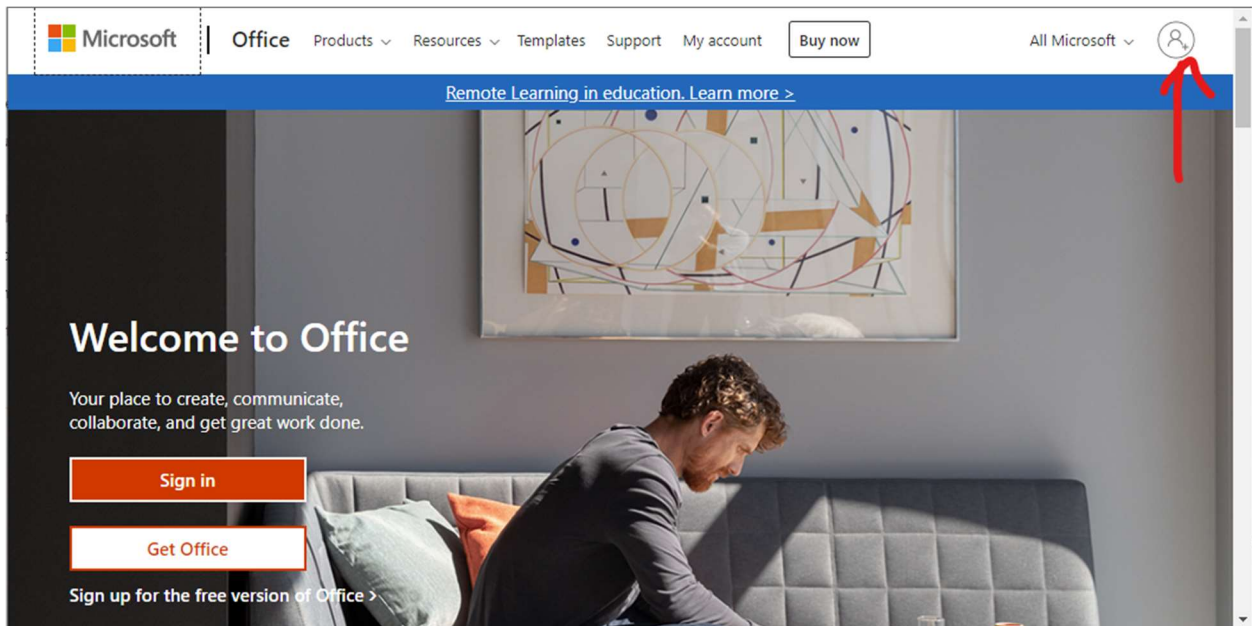 Microsoft Office Products Resources Templates Support My account Buy now All Microsoft
Remote Learning in education. Learn more >
Welcome to Office
Your place to create, communicate,
collaborate, and get great work done.
Sign in
Get Office
Sign up for the free version of Office >